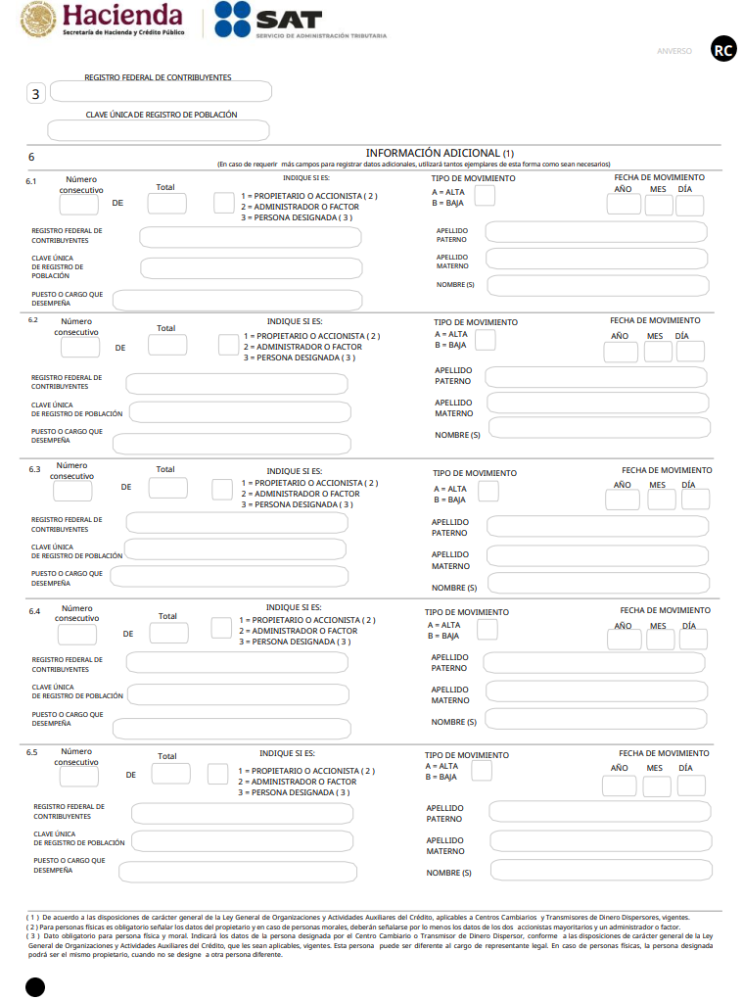 Hacienda
Secretaría de Hacienda y Crédito Público
SAT
SERVICIO DE ADMINISTRACIÓN TRIBUTARIA
ANVERSO
RC
REGISTRO FEDERAL DE CONTRIBUYENTES
3
CLAVE ÚNICA DE REGISTRO DE POBLACIÓN
6
INFORMACIÓN ADICIONAL (1)
(En caso de requerir más campos para registrar datos adicionales, utilizará tantos ejemplares de esta forma como sean necesarios)
6.1
Número
consecutivo
DE
Total
INDIQUE SI ES:
1 = PROPIETARIO O ACCIONISTA ( 2 )
2 = ADMINISTRADOR O FACTOR
3 = PERSONA DESIGNADA ( 3 )
TIPO DE MOVIMIENTO
A = ALTA
B = BAJA
FECHA DE MOVIMIENTO
AÑO MES DÍA
REGISTRO FEDERAL DE
CONTRIBUYENTES
CLAVE ÚNICA
DE REGISTRO DE
POBLACIÓN
PUESTO O CARGO QUE
DESEMPEÑA
APELLIDO
PATERNO
APELLIDO
MATERNO
NOMBRE (S)
6.2
Número
consecutivo
DE
Total
INDIQUE SI ES:
1 = PROPIETARIO O ACCIONISTA ( 2 )
2 = ADMINISTRADOR O FACTOR
3 = PERSONA DESIGNADA ( 3 )
TIPO DE MOVIMIENTO
A = ALTA
B = BAJA
FECHA DE MOVIMIENTO
AÑO MES DÍA
REGISTRO FEDERAL DE
CONTRIBUYENTES
CLAVE ÚNICA
DE REGISTRO DE POBLACIÓN
PUESTO O CARGO QUE
DESEMPEÑA
APELLIDO
PATERNO
APELLIDO
MATERNO
NOMBRE (S)
6.3
Número
consecutivo
DE
Total
INDIQUE SI ES:
1 = PROPIETARIO O ACCIONISTA ( 2 )
2 = ADMINISTRADOR O FACTOR
3 = PERSONA DESIGNADA ( 3 )
TIPO DE MOVIMIENTO
A = ALTA
B = BAJA
FECHA DE MOVIMIENTO
AÑO MES DÍA
REGISTRO FEDERAL DE
CONTRIBUYENTES
CLAVE ÚNICA
DE REGISTRO DE POBLACIÓN
PUESTO O CARGO QUE
DESEMPEÑA
APELLIDO
PATERNO
APELLIDO
MATERNO
NOMBRE (S)
6.4
Número
consecutivo
DE
Total
INDIQUE SI ES:
1 = PROPIETARIO O ACCIONISTA ( 2 )
2 = ADMINISTRADOR O FACTOR
3 = PERSONA DESIGNADA ( 3 )
TIPO DE MOVIMIENTO
A = ALTA
B = BAJA
FECHA DE MOVIMIENTO
AÑO MES DÍA
REGISTRO FEDERAL DE
CONTRIBUYENTES
CLAVE ÚNICA
DE REGISTRO DE POBLACIÓN
PUESTO O CARGO QUE
DESEMPEÑA
APELLIDO
PATERNO
APELLIDO
MATERNO
NOMBRE (S)
6.5
Número
consecutivo
DE
Total
INDIQUE SI ES:
1 = PROPIETARIO O ACCIONISTA ( 2 )
2 = ADMINISTRADOR O FACTOR
3 = PERSONA DESIGNADA ( 3 )
TIPO DE MOVIMIENTO
A = ALTA
B = BAJA
FECHA DE MOVIMIENTO
AÑO MES DÍA
REGISTRO FEDERAL DE
CONTRIBUYENTES
CLAVE ÚNICA
DE REGISTRO DE POBLACIÓN
PUESTO O CARGO QUE
DESEMPEÑA
APELLIDO
PATERNO
APELLIDO
MATERNO
NOMBRE (S)
( 1 ) De acuerdo a las disposiciones de carácter general de la Ley General de Organizaciones y Actividades Auxiliares del Crédito, aplicables a Centros Cambiarios y Transmisores de Dinero Dispersores, vigentes.
( 2 ) Para personas físicas es obligatorio señalar los datos del propietario y en caso de personas morales, deberán señalarse por lo menos los datos de los dos accionistas mayoritarios y un administrador o factor.
( 3 ) Dato obligatorio para persona física y moral. Indicará los datos de la persona designada por el Centro Cambiario o Transmisor de Dinero Dispersor, conforme a las disposiciones de carácter general de la Ley
General de Organizaciones y Actividades Auxiliares del Crédito, que les sean aplicables, vigentes. Esta persona puede ser diferente al cargo de representante legal. En caso de personas físicas, la persona designada
podrá ser el mismo propietario, cuando no se designe a otra persona diferente.